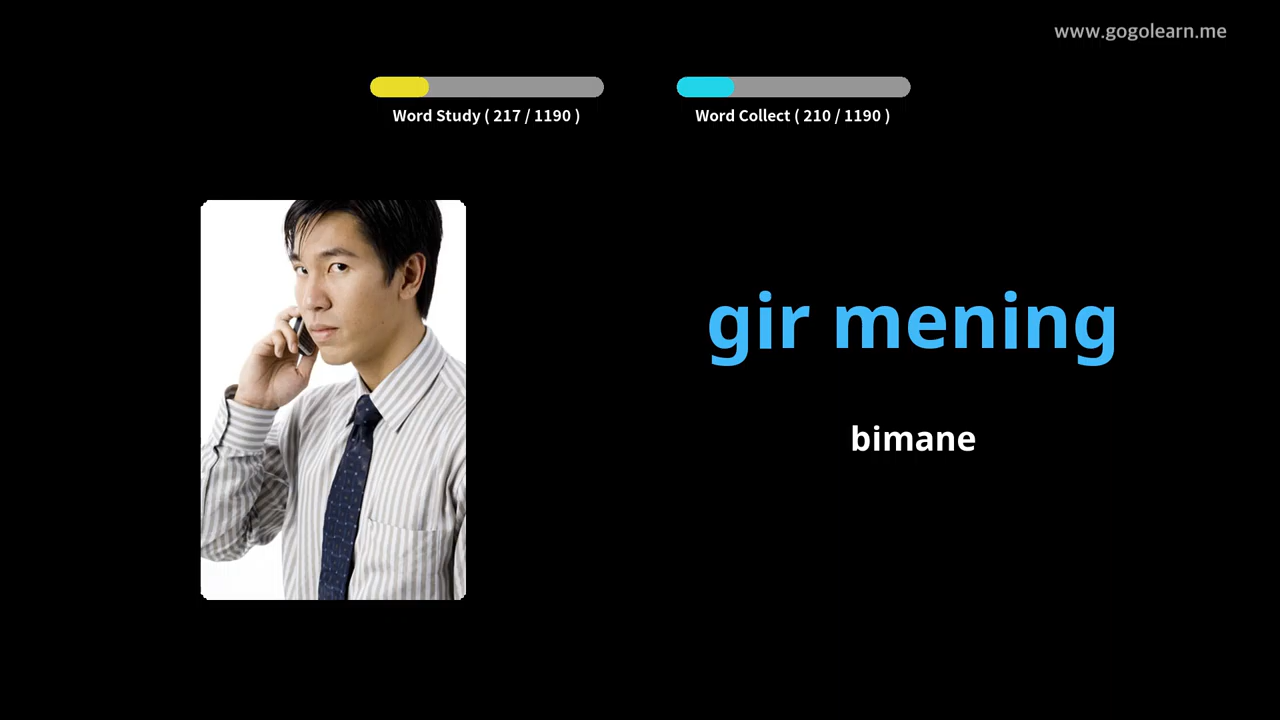 www.gogolearn.me
Word Study ( 217 / 1190 )
Word Collect ( 210 / 1190 )
gir mening
bimane